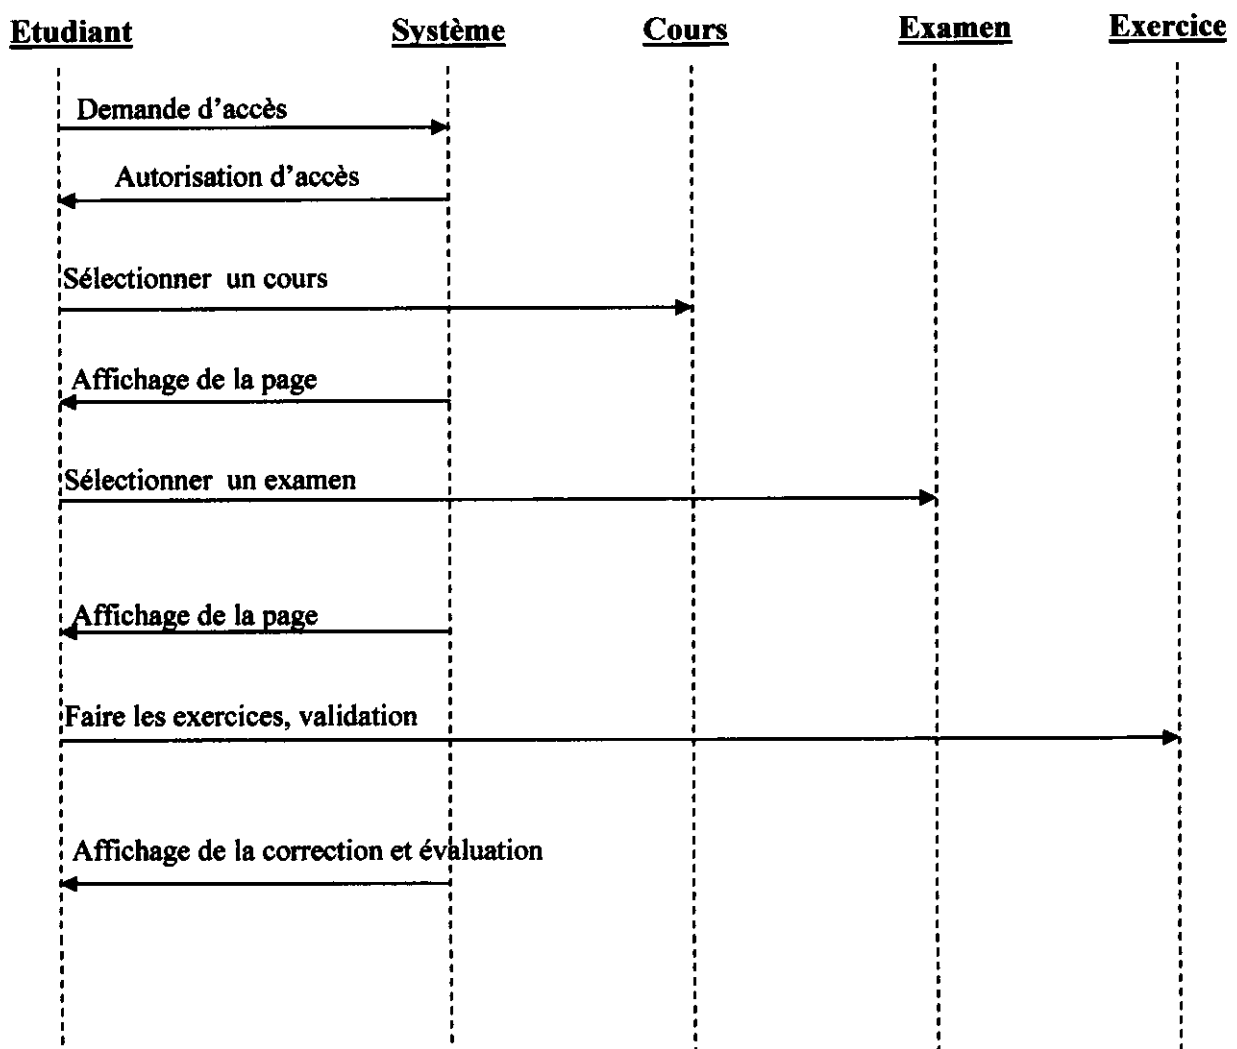 Etudiant Système Cours Examen Exercice
Demande d'accès
Autorisation d'accès
Sélectionner un cours
Affichage de la page
Sélectionner un examen
Affichage de la page
Faire les exercices, validation
Affichage de la correction et évaluation